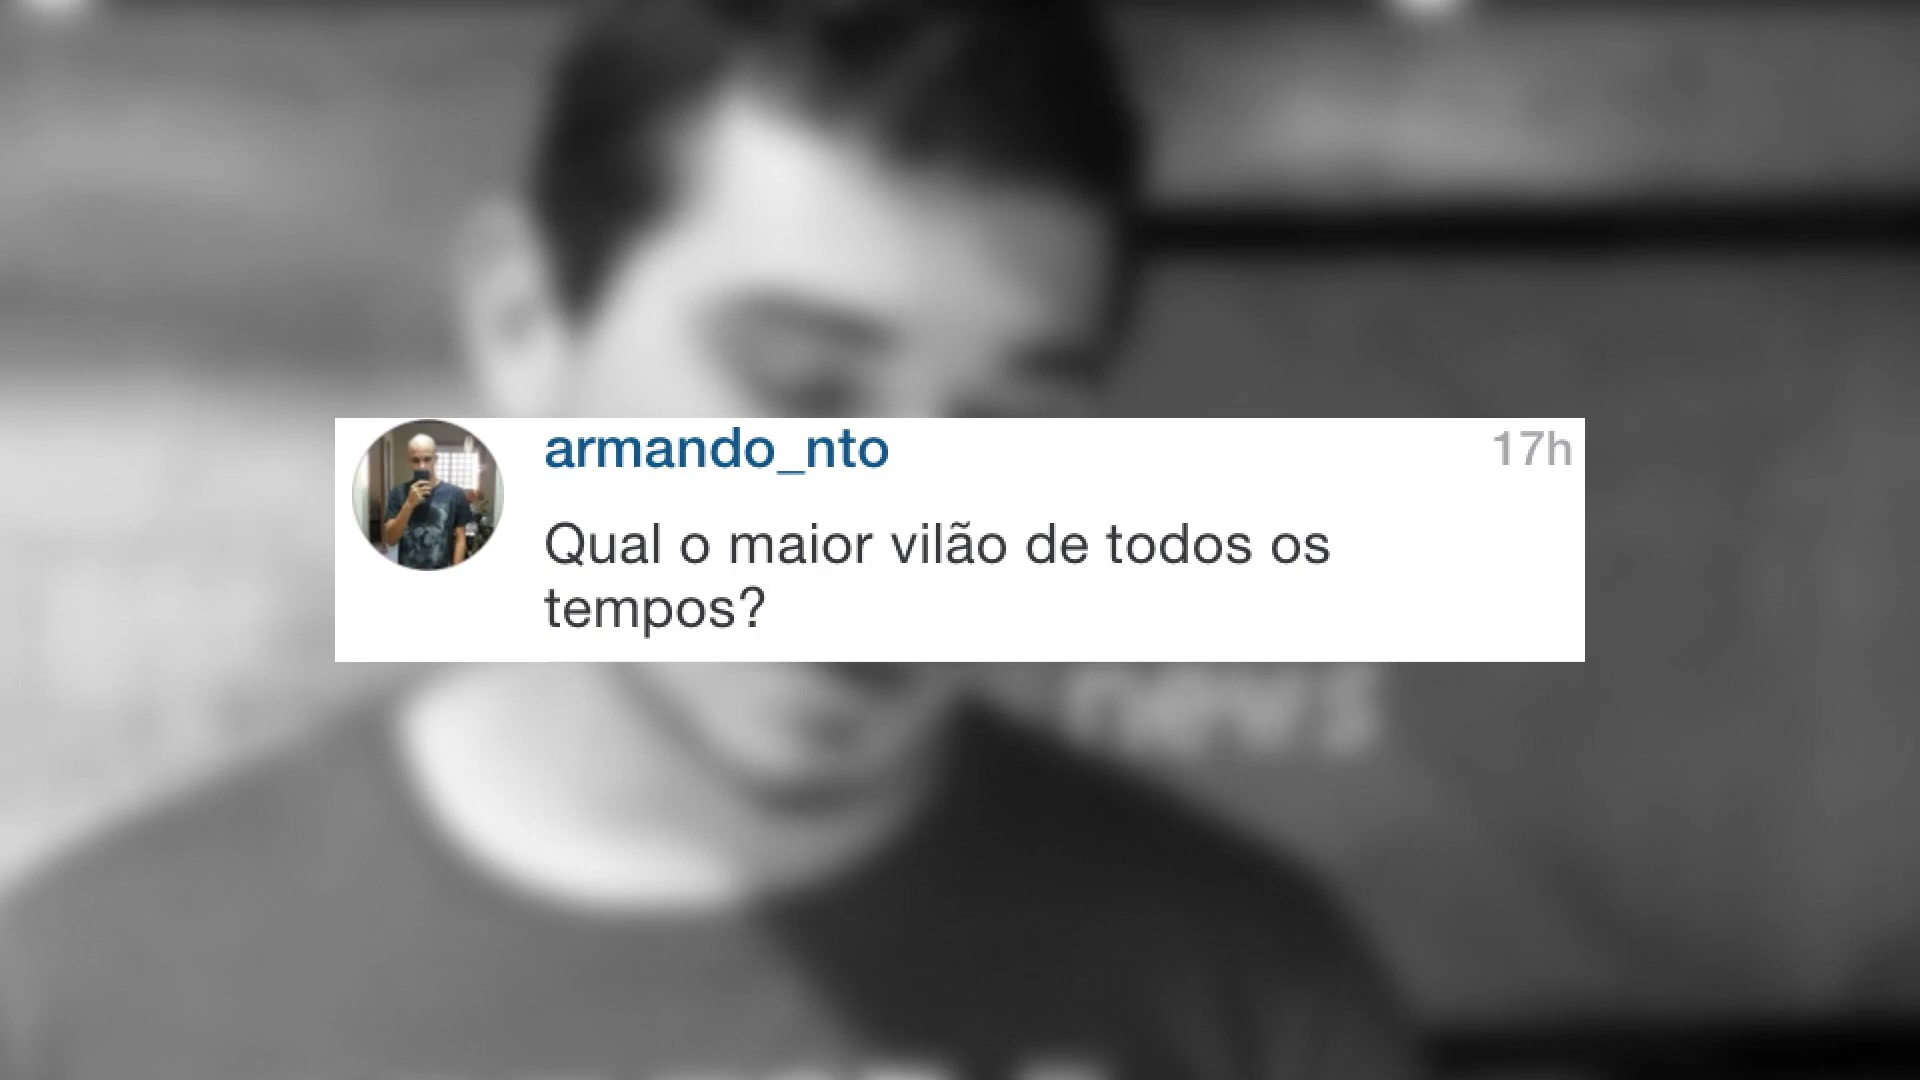 armando_nto 17h
Qual o maior vilão de todos os
tempos?